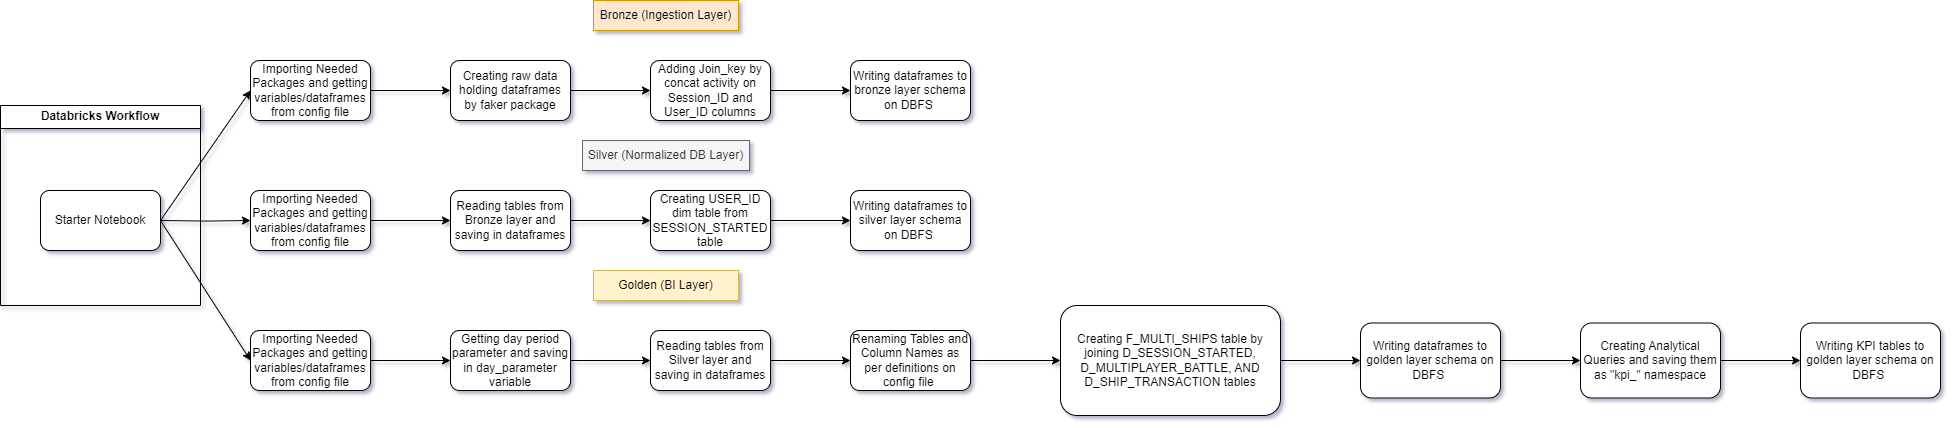 Bronze (Ingestion Layer)
Importing Needed
Packages and getting
variables/dataframes
from config file
Creating raw data
holding dataframes
by faker package
Adding Join_key by
concat activity on
Session_ID and
User_ID columns
Writing dataframes to
bronze layer schema
on DBFS
Databricks Workflow
Starter Notebook
Silver (Normalized DB Layer)
Importing Needed
Packages and getting
variables/dataframes
from config file
Reading tables from
Bronze layer and
saving in dataframes
Creating USER_ID
dim table from
SESSION_STARTED
table
Writing dataframes to
silver layer schema
on DBFS
Golden (BI Layer)
Importing Needed
Packages and getting
variables/dataframes
from config file
Getting day period
parameter and saving
in day_parameter
variable
Reading tables from
Silver layer and
saving in dataframes
Renaming Tables and
Column Names as
per definitions on
config file
Creating F_MULTI_SHIPS table by
joining D_SESSION_STARTED,
D_MULTIPLAYER_BATTLE, AND
D_SHIP_TRANSACTION tables
Writing dataframes to
golden layer schema on
DBFS
Creating Analytical
Queries and saving them
as "kpi_" namespace
Writing KPI tables to
golden layer schema on
DBFS